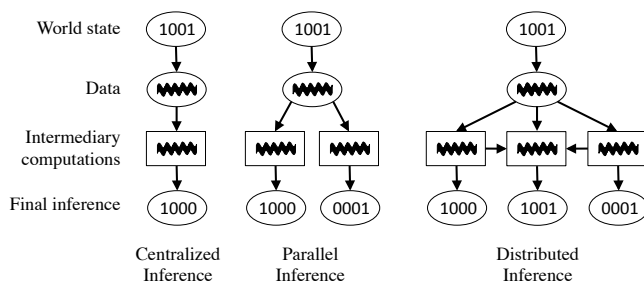 World state 1001 1001 1001
Data
Intermediary
computations
Final inference 1000 1000 0001 1000 1001 0001
Centralized Parallel Distributed
Inference Inference Inference